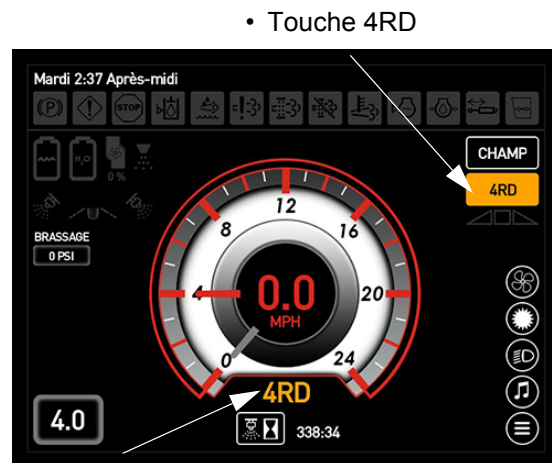 • Touche 4RD
Mardi 2:37 Après-midi
(P) STOP
CHAMP
4RD
H₂O
0 %
BRASSAGE
0 PSI
0
4
8
12
16
20
24
0.0
MPH
4RD
4.0
338:34